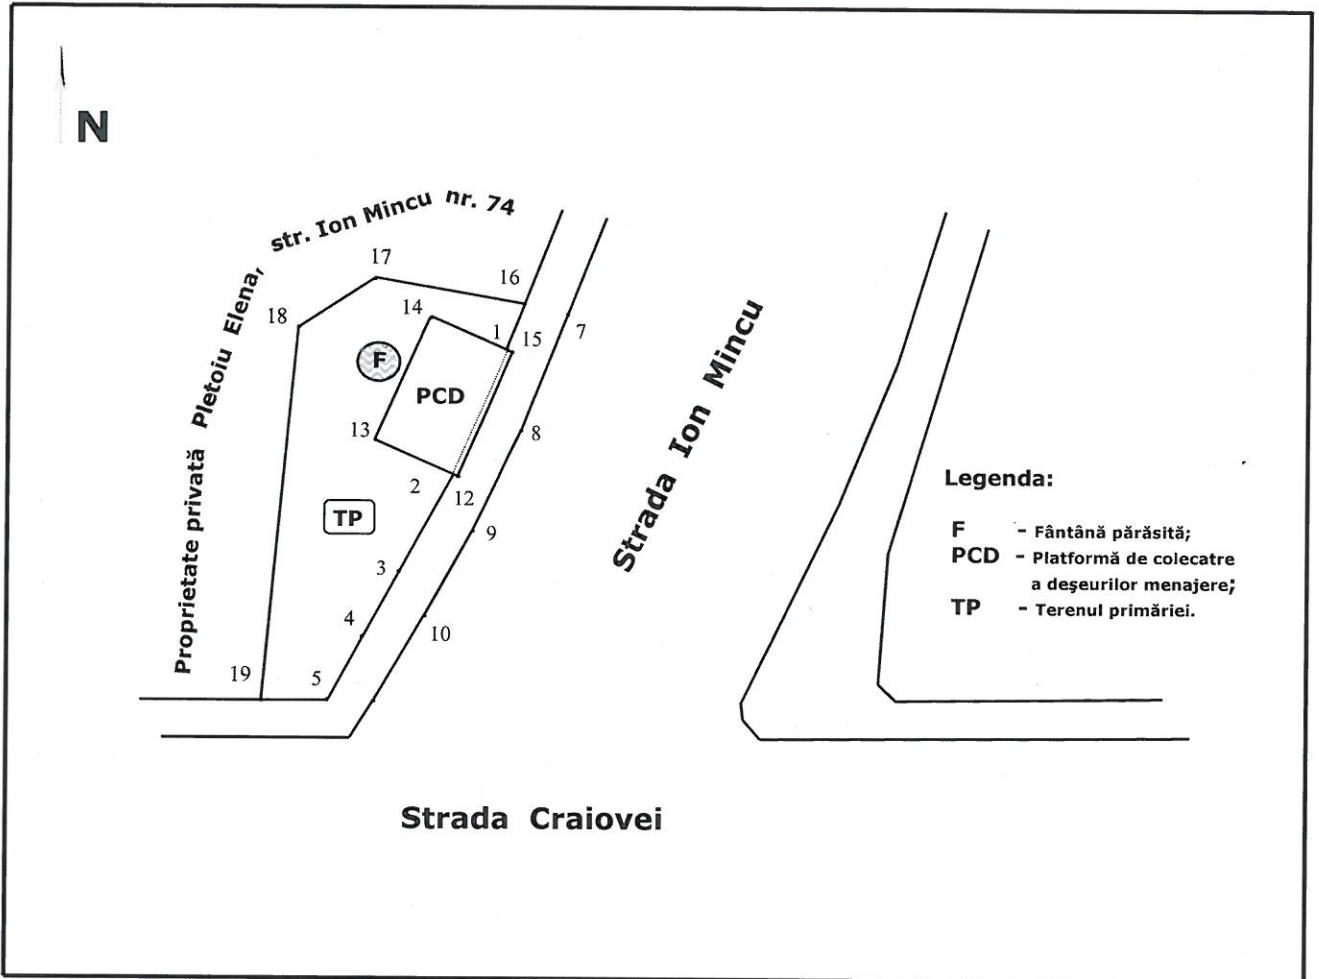 N
Proprietate privată Pletoiu Elena, str. Ion Mincu nr. 74
17
16
18
14
1
15
7
F
PCD
13
8
2
12
TP
9
3
4
10
19
5
Strada Ion Mincu
Strada Craiovei
Legenda:
F - Fântână părăsită;
PCD - Platformă de colecatre
a deşeurilor menajere;
TP - Terenul primăriei.